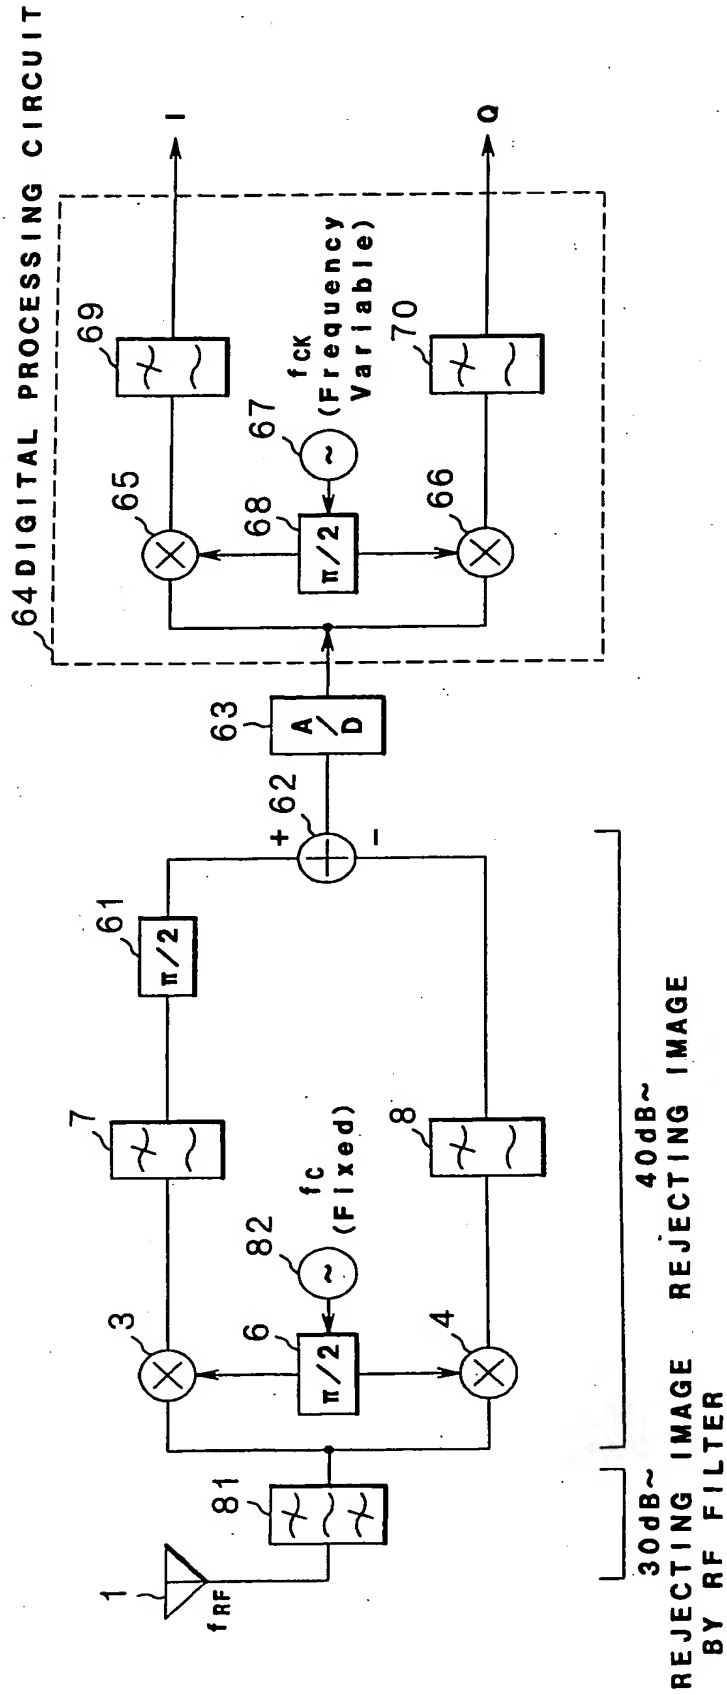 64 DIGITAL PROCESSING CIRCUIT
I
Q
69
65
67
fCK
(Frequency
Variable)
68
π/2
66
70
63
A/D
62
+
−
61
π/2
7
3
82
fC
(Fixed)
6
π/2
4
8
81
1
fRF
30dB~
REJECTING IMAGE
BY RF FILTER
40dB~
REJECTING IMAGE